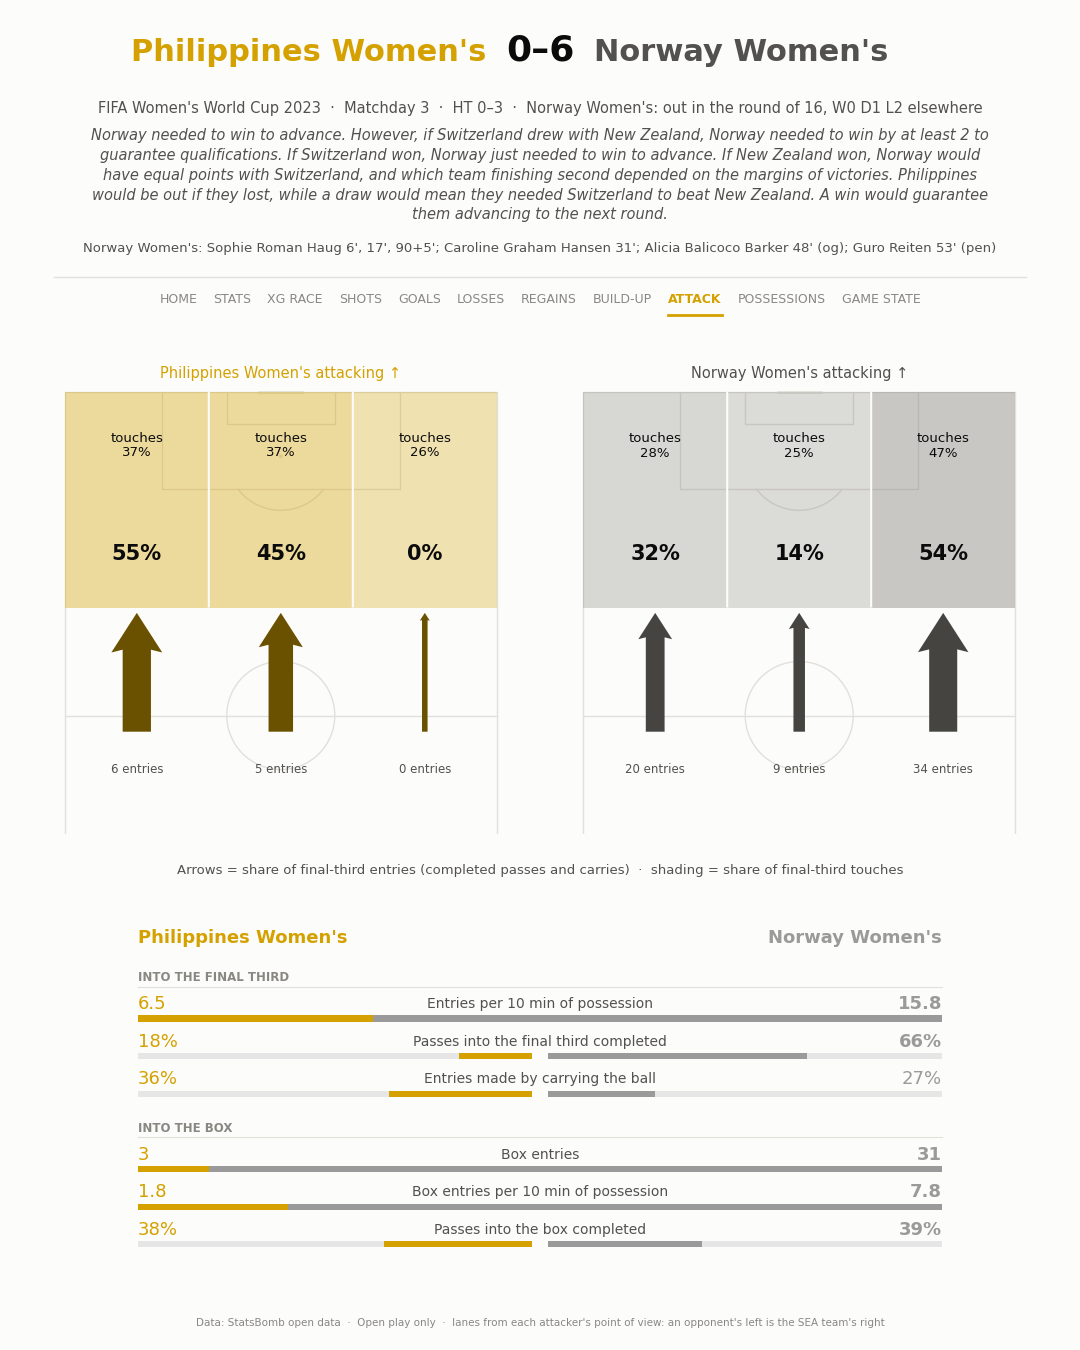 Philippines Women's 0–6 Norway Women's
FIFA Women's World Cup 2023 · Matchday 3 · HT 0–3 · Norway Women's: out in the round of 16, W0 D1 L2 elsewhere
Norway needed to win to advance. However, if Switzerland drew with New Zealand, Norway needed to win by at least 2 to
guarantee qualifications. If Switzerland won, Norway just needed to win to advance. If New Zealand won, Norway would
have equal points with Switzerland, and which team finishing second depended on the margins of victories. Philippines
would be out if they lost, while a draw would mean they needed Switzerland to beat New Zealand. A win would guarantee
them advancing to the next round.
Norway Women's: Sophie Roman Haug 6', 17', 90+5'; Caroline Graham Hansen 31'; Alicia Balicoco Barker 48' (og); Guro Reiten 53' (pen)
HOME STATS XG RACE SHOTS GOALS LOSSES REGAINS BUILD-UP ATTACK POSSESSIONS GAME STATE
Philippines Women's attacking ↑
touches touches touches
37% 37% 26%
55% 45% 0%
6 entries 5 entries 0 entries
Norway Women's attacking ↑
touches touches touches
28% 25% 47%
32% 14% 54%
20 entries 9 entries 34 entries
Arrows = share of final-third entries (completed passes and carries) · shading = share of final-third touches
Philippines Women's Norway Women's
INTO THE FINAL THIRD
6.5 Entries per 10 min of possession 15.8
18% Passes into the final third completed 66%
36% Entries made by carrying the ball 27%
INTO THE BOX
3 Box entries 31
1.8 Box entries per 10 min of possession 7.8
38% Passes into the box completed 39%
Data: StatsBomb open data · Open play only · lanes from each attacker's point of view: an opponent's left is the SEA team's right